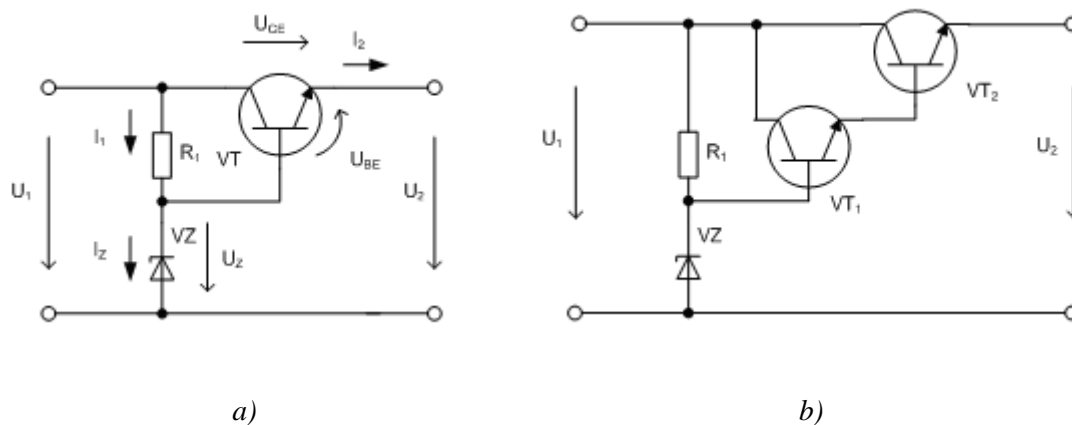 U_CE
I_2
I_1
R_1
VT
U_BE
U_1
U_2
VZ
I_Z
U_Z
a)
VT_2
U_1
R_1
U_2
VT_1
VZ
b)